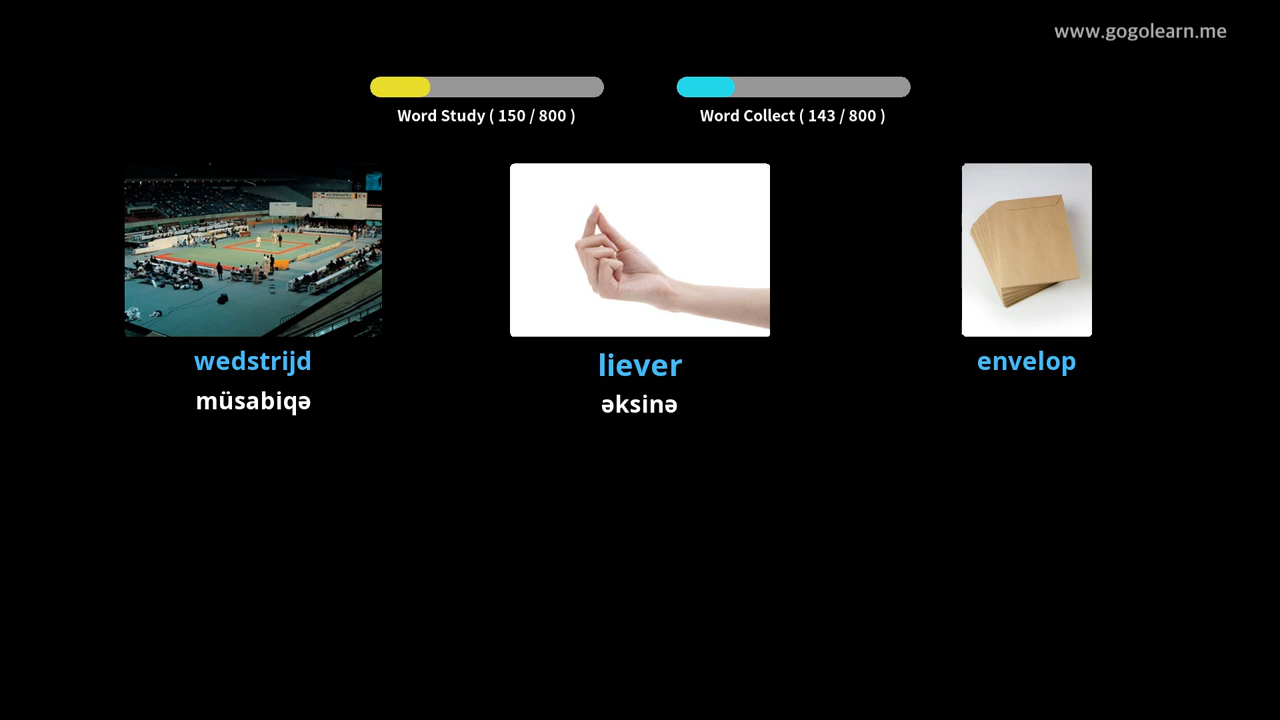 www.gogolearn.me
Word Study ( 150 / 800 )
Word Collect ( 143 / 800 )
wedstrijd
müsabiqə
liever
əksinə
envelop